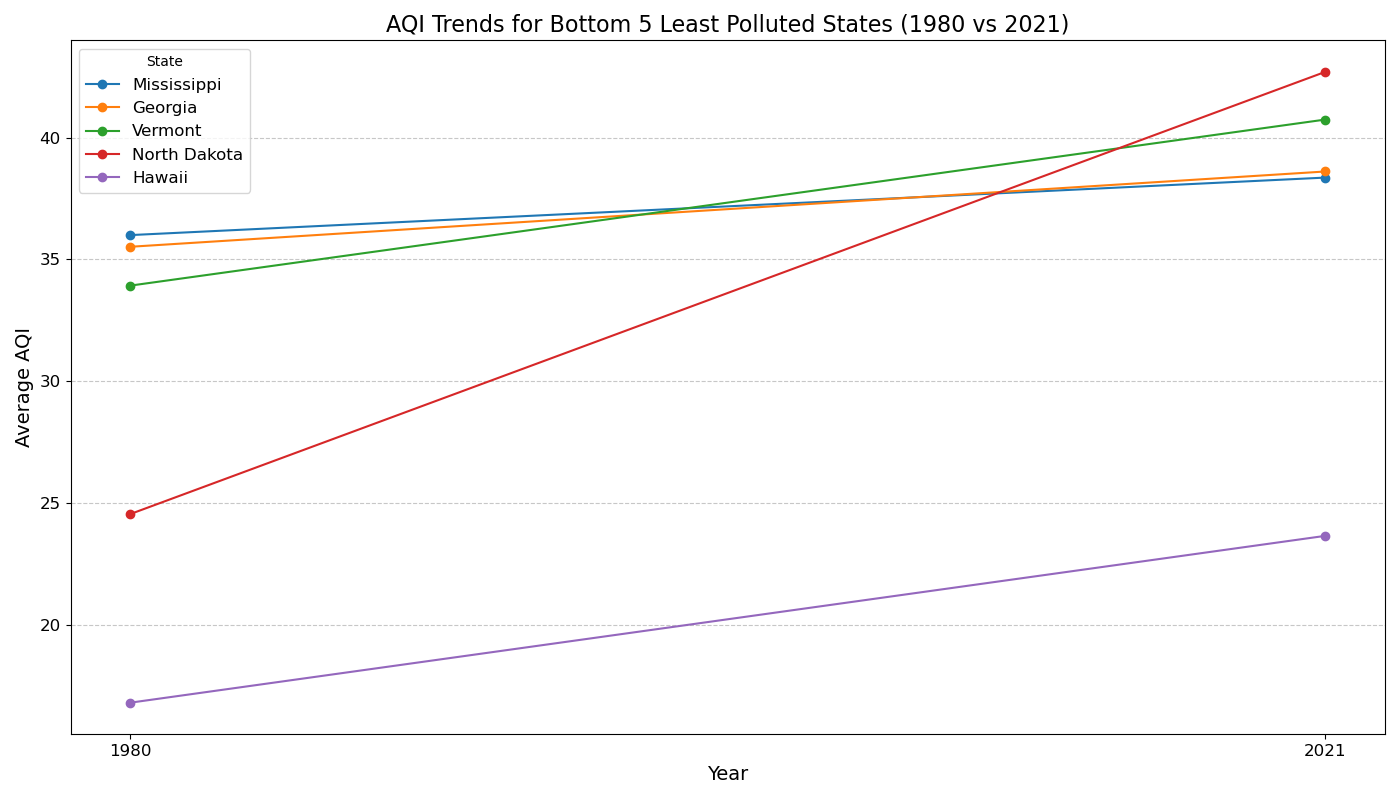 AQI Trends for Bottom 5 Least Polluted States (1980 vs 2021)
State
Mississippi
Georgia
Vermont
North Dakota
Hawaii
Average AQI
40
35
30
25
20
1980
2021
Year